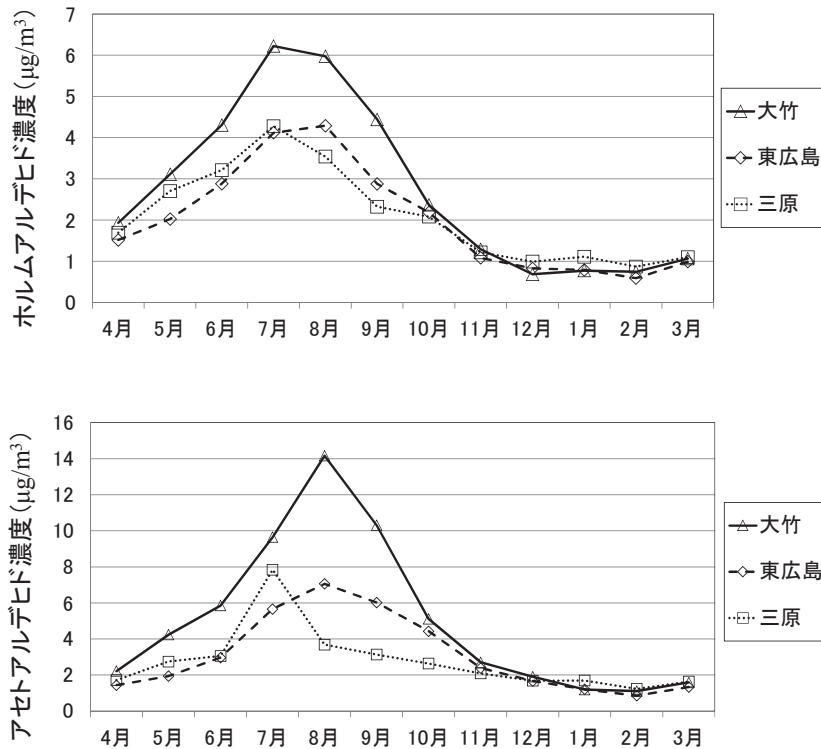 ホルムアルデヒド濃度(μg/m³)
7
6
5
4
3
2
1
0
4月 5月 6月 7月 8月 9月 10月 11月 12月 1月 2月 3月
大竹
東広島
三原
アセトアルデヒド濃度(μg/m³)
16
14
12
10
8
6
4
2
0
4月 5月 6月 7月 8月 9月 10月 11月 12月 1月 2月 3月
大竹
東広島
三原